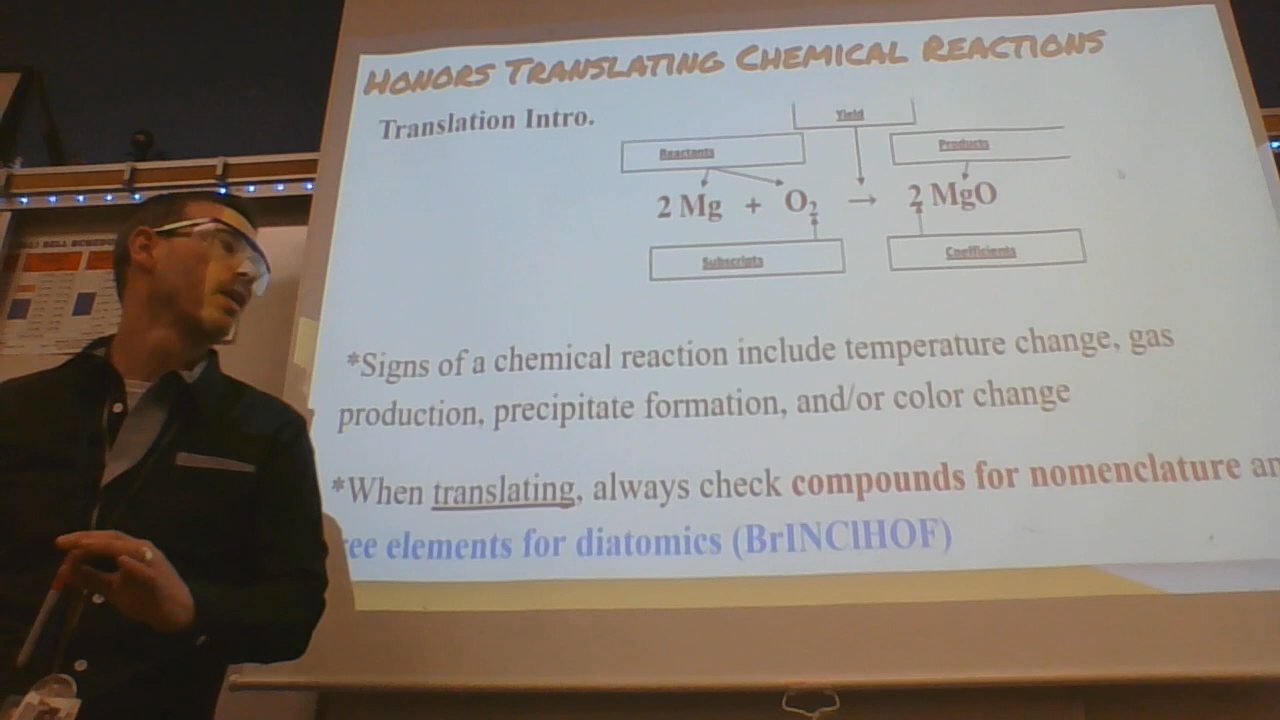 HONORS TRANSLATING CHEMICAL REACTIONS
Translation Intro.
Yield
Reactants
Products
2 Mg + O₂ → 2 MgO
Subscripts
Coefficients
*Signs of a chemical reaction include temperature change, gas
production, precipitate formation, and/or color change
*When translating, always check compounds for nomenclature
elements for diatomics (BrINClHOF)
BELL